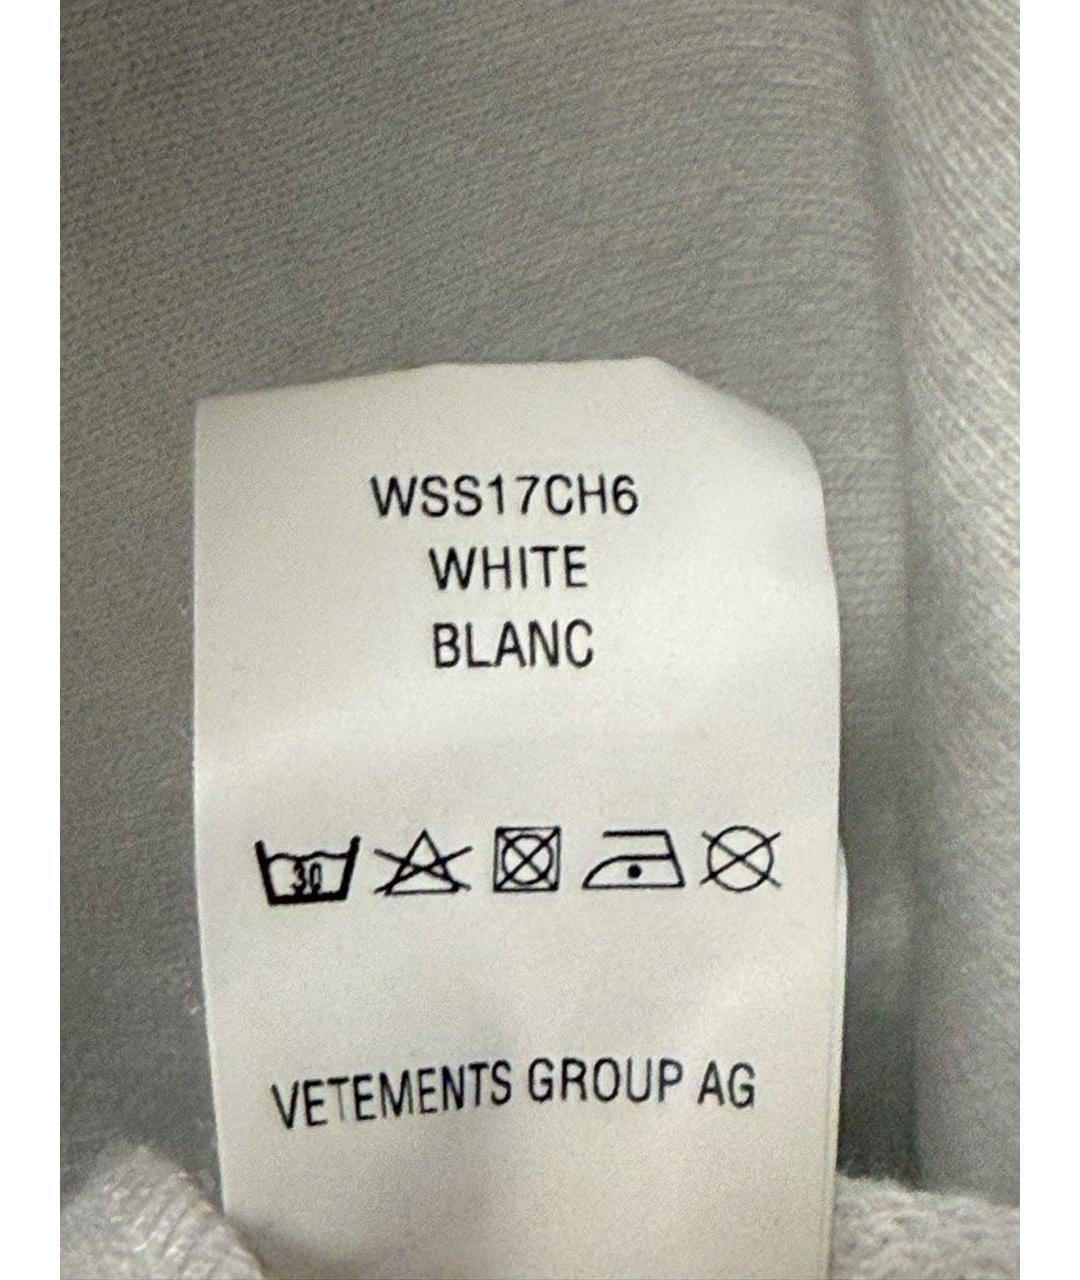 WSS17CH6
WHITE
BLANC
30
VETEMENTS GROUP AG